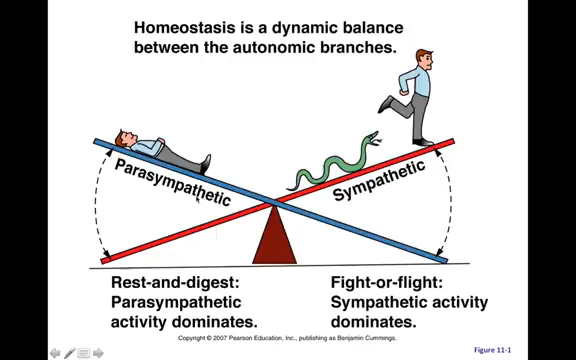 Homeostasis is a dynamic balance
between the autonomic branches.
Parasympathetic
Sympathetic
Rest-and-digest:
Parasympathetic
activity dominates.
Fight-or-flight:
Sympathetic activity
dominates.
Copyright © 2007 Pearson Education, Inc., publishing as Benjamin Cummings.
Figure 11-1